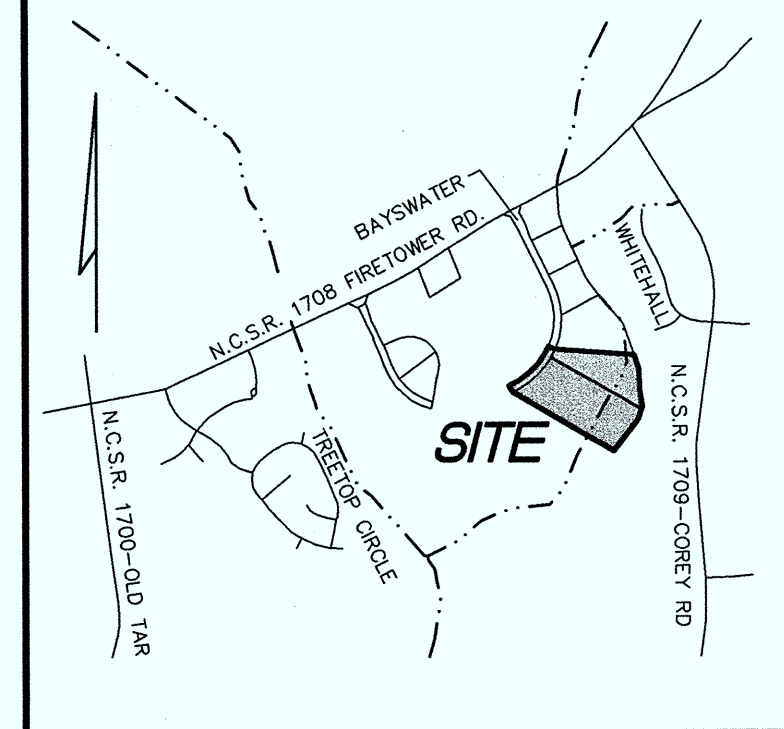 BAYSWATER
N.C.S.R. 1708 FIRETOWER RD.
WHITEHALL
SITE
N.C.S.R. 1709-COREY RD
N.C.S.R. 1700-OLD TAR
TREETOP CIRCLE